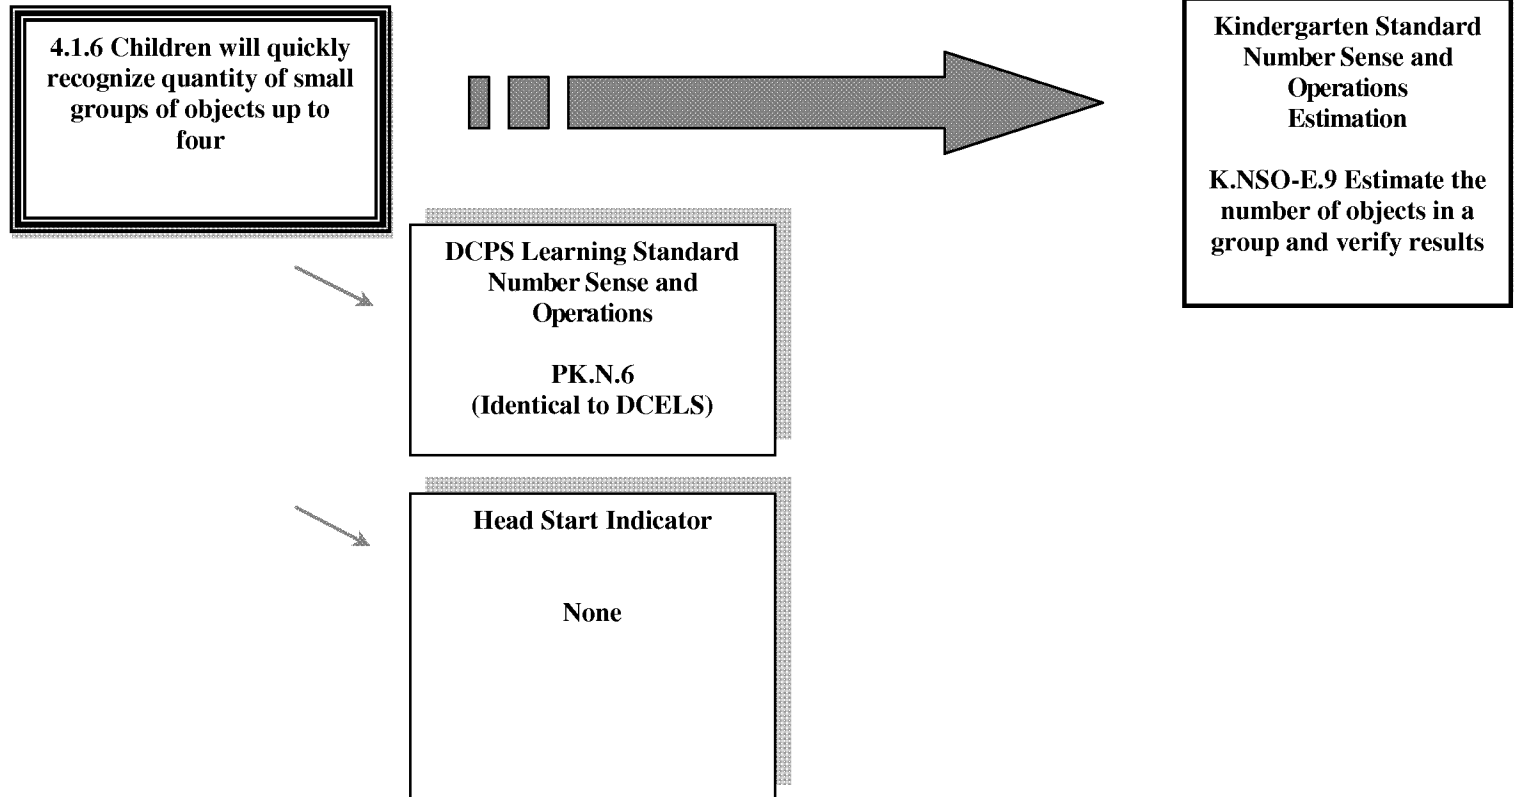 4.1.6 Children will quickly
recognize quantity of small
groups of objects up to
four
Kindergarten Standard
Number Sense and
Operations
Estimation
K.NSO-E.9 Estimate the
number of objects in a
group and verify results
DCPS Learning Standard
Number Sense and
Operations
PK.N.6
(Identical to DCELS)
Head Start Indicator
None